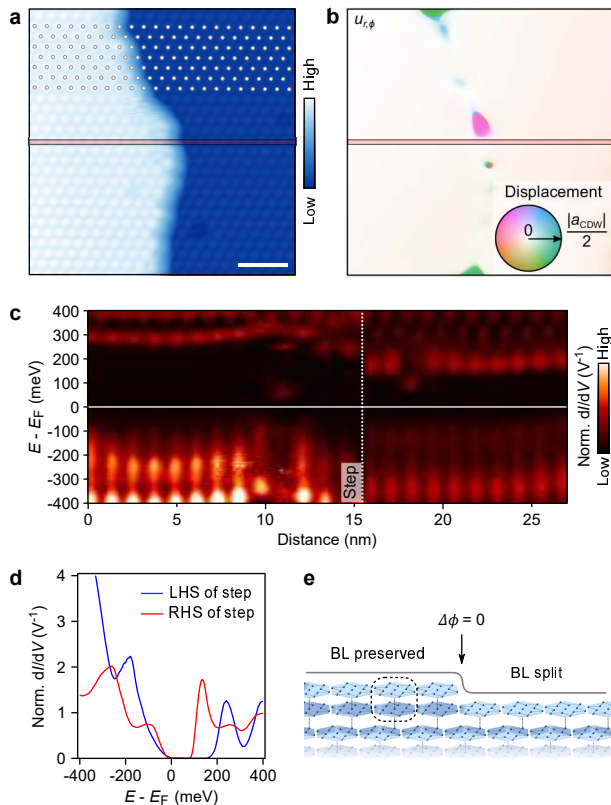 a
High
Low
b
u_{r,ϕ}
Displacement
0
|a_{CDW}|
2
c
400
300
200
100
0
-100
-200
-300
-400
E - E_F (meV)
Step
0
5
10
15
20
25
Distance (nm)
High
Low
Norm. dI/dV (V⁻¹)
d
4
3
2
1
0
Norm. dI/dV (V⁻¹)
LHS of step
RHS of step
-400
-200
0
200
400
E - E_F (meV)
e
Δϕ = 0
BL preserved
BL split